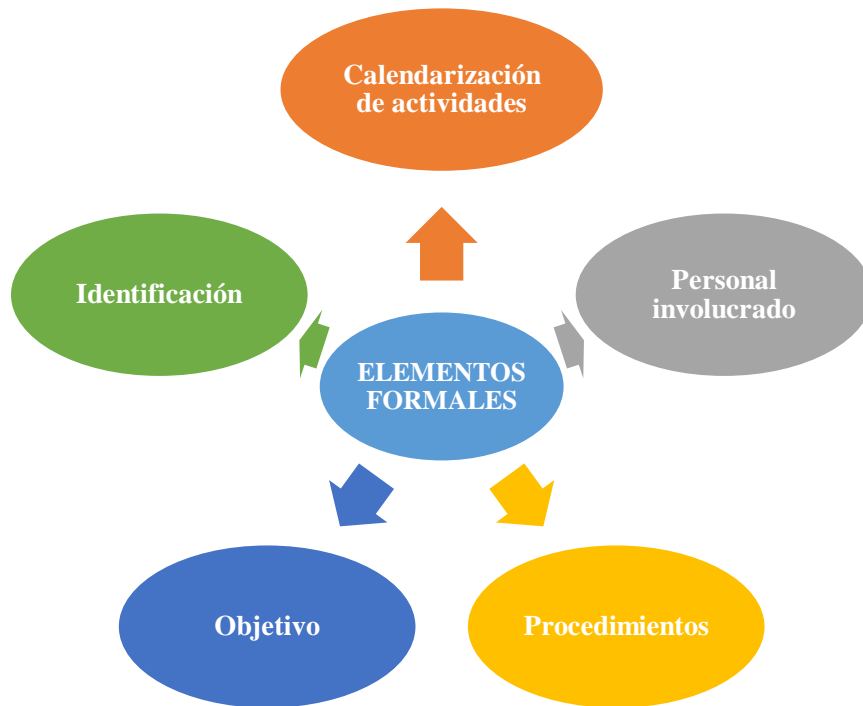 Calendarización
de actividades
Identificación
Personal
involucrado
ELEMENTOS
FORMALES
Objetivo
Procedimientos